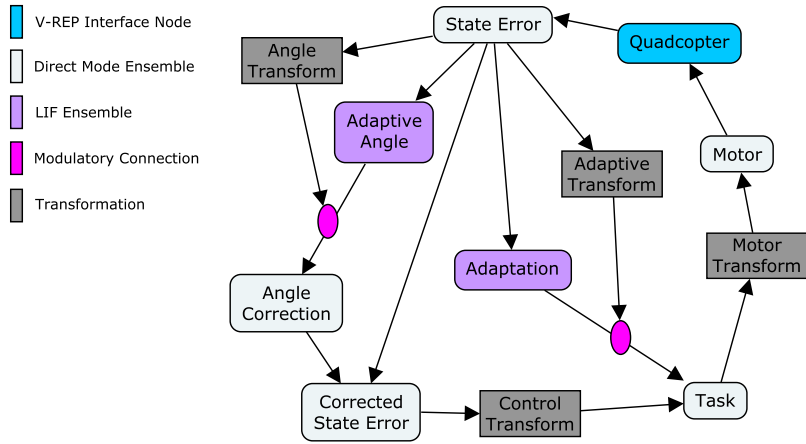 V-REP Interface Node
Direct Mode Ensemble
LIF Ensemble
Modulatory Connection
Transformation
State Error
Quadcopter
Angle
Transform
Adaptive
Angle
Motor
Adaptive
Transform
Motor
Transform
Adaptation
Angle
Correction
Corrected
State Error
Control
Transform
Task